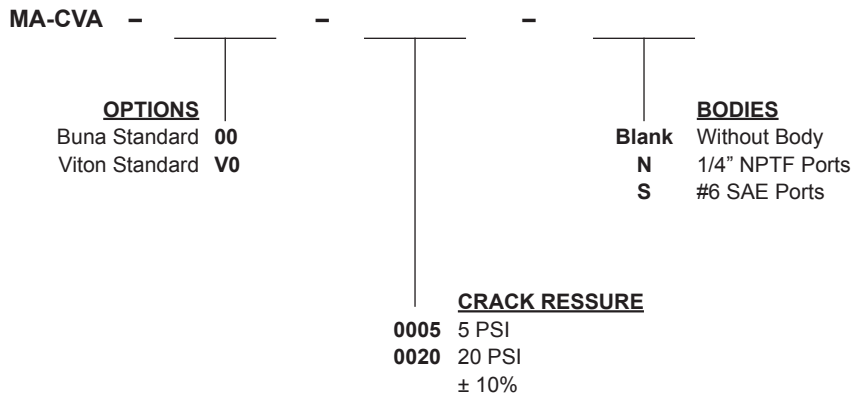 MA-CVA – – –
OPTIONS
Buna Standard 00
Viton Standard V0
BODIES
Blank Without Body
N 1/4” NPTF Ports
S #6 SAE Ports
CRACK RESSURE
0005 5 PSI
0020 20 PSI
± 10%